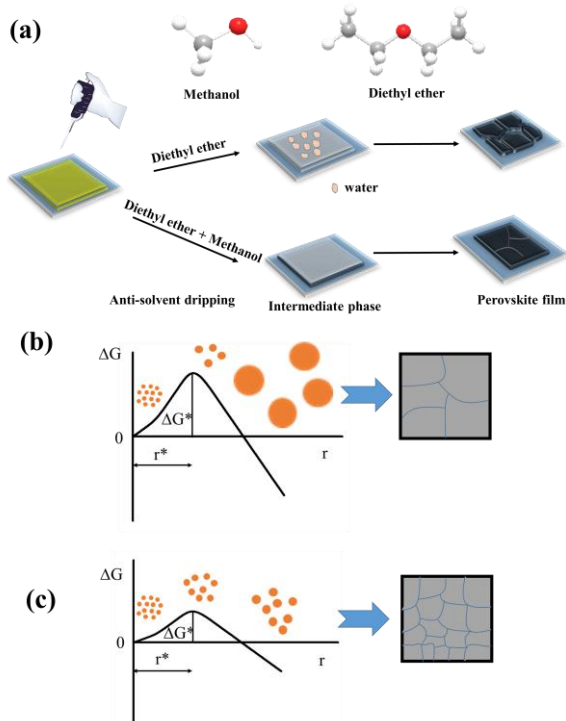 (a)
Methanol
Diethyl ether
Diethyl ether
water
Diethyl ether + Methanol
Anti-solvent dripping
Intermediate phase
Perovskite film
(b)
ΔG
ΔG*
0
r*
r
(c)
ΔG
ΔG*
0
r*
r